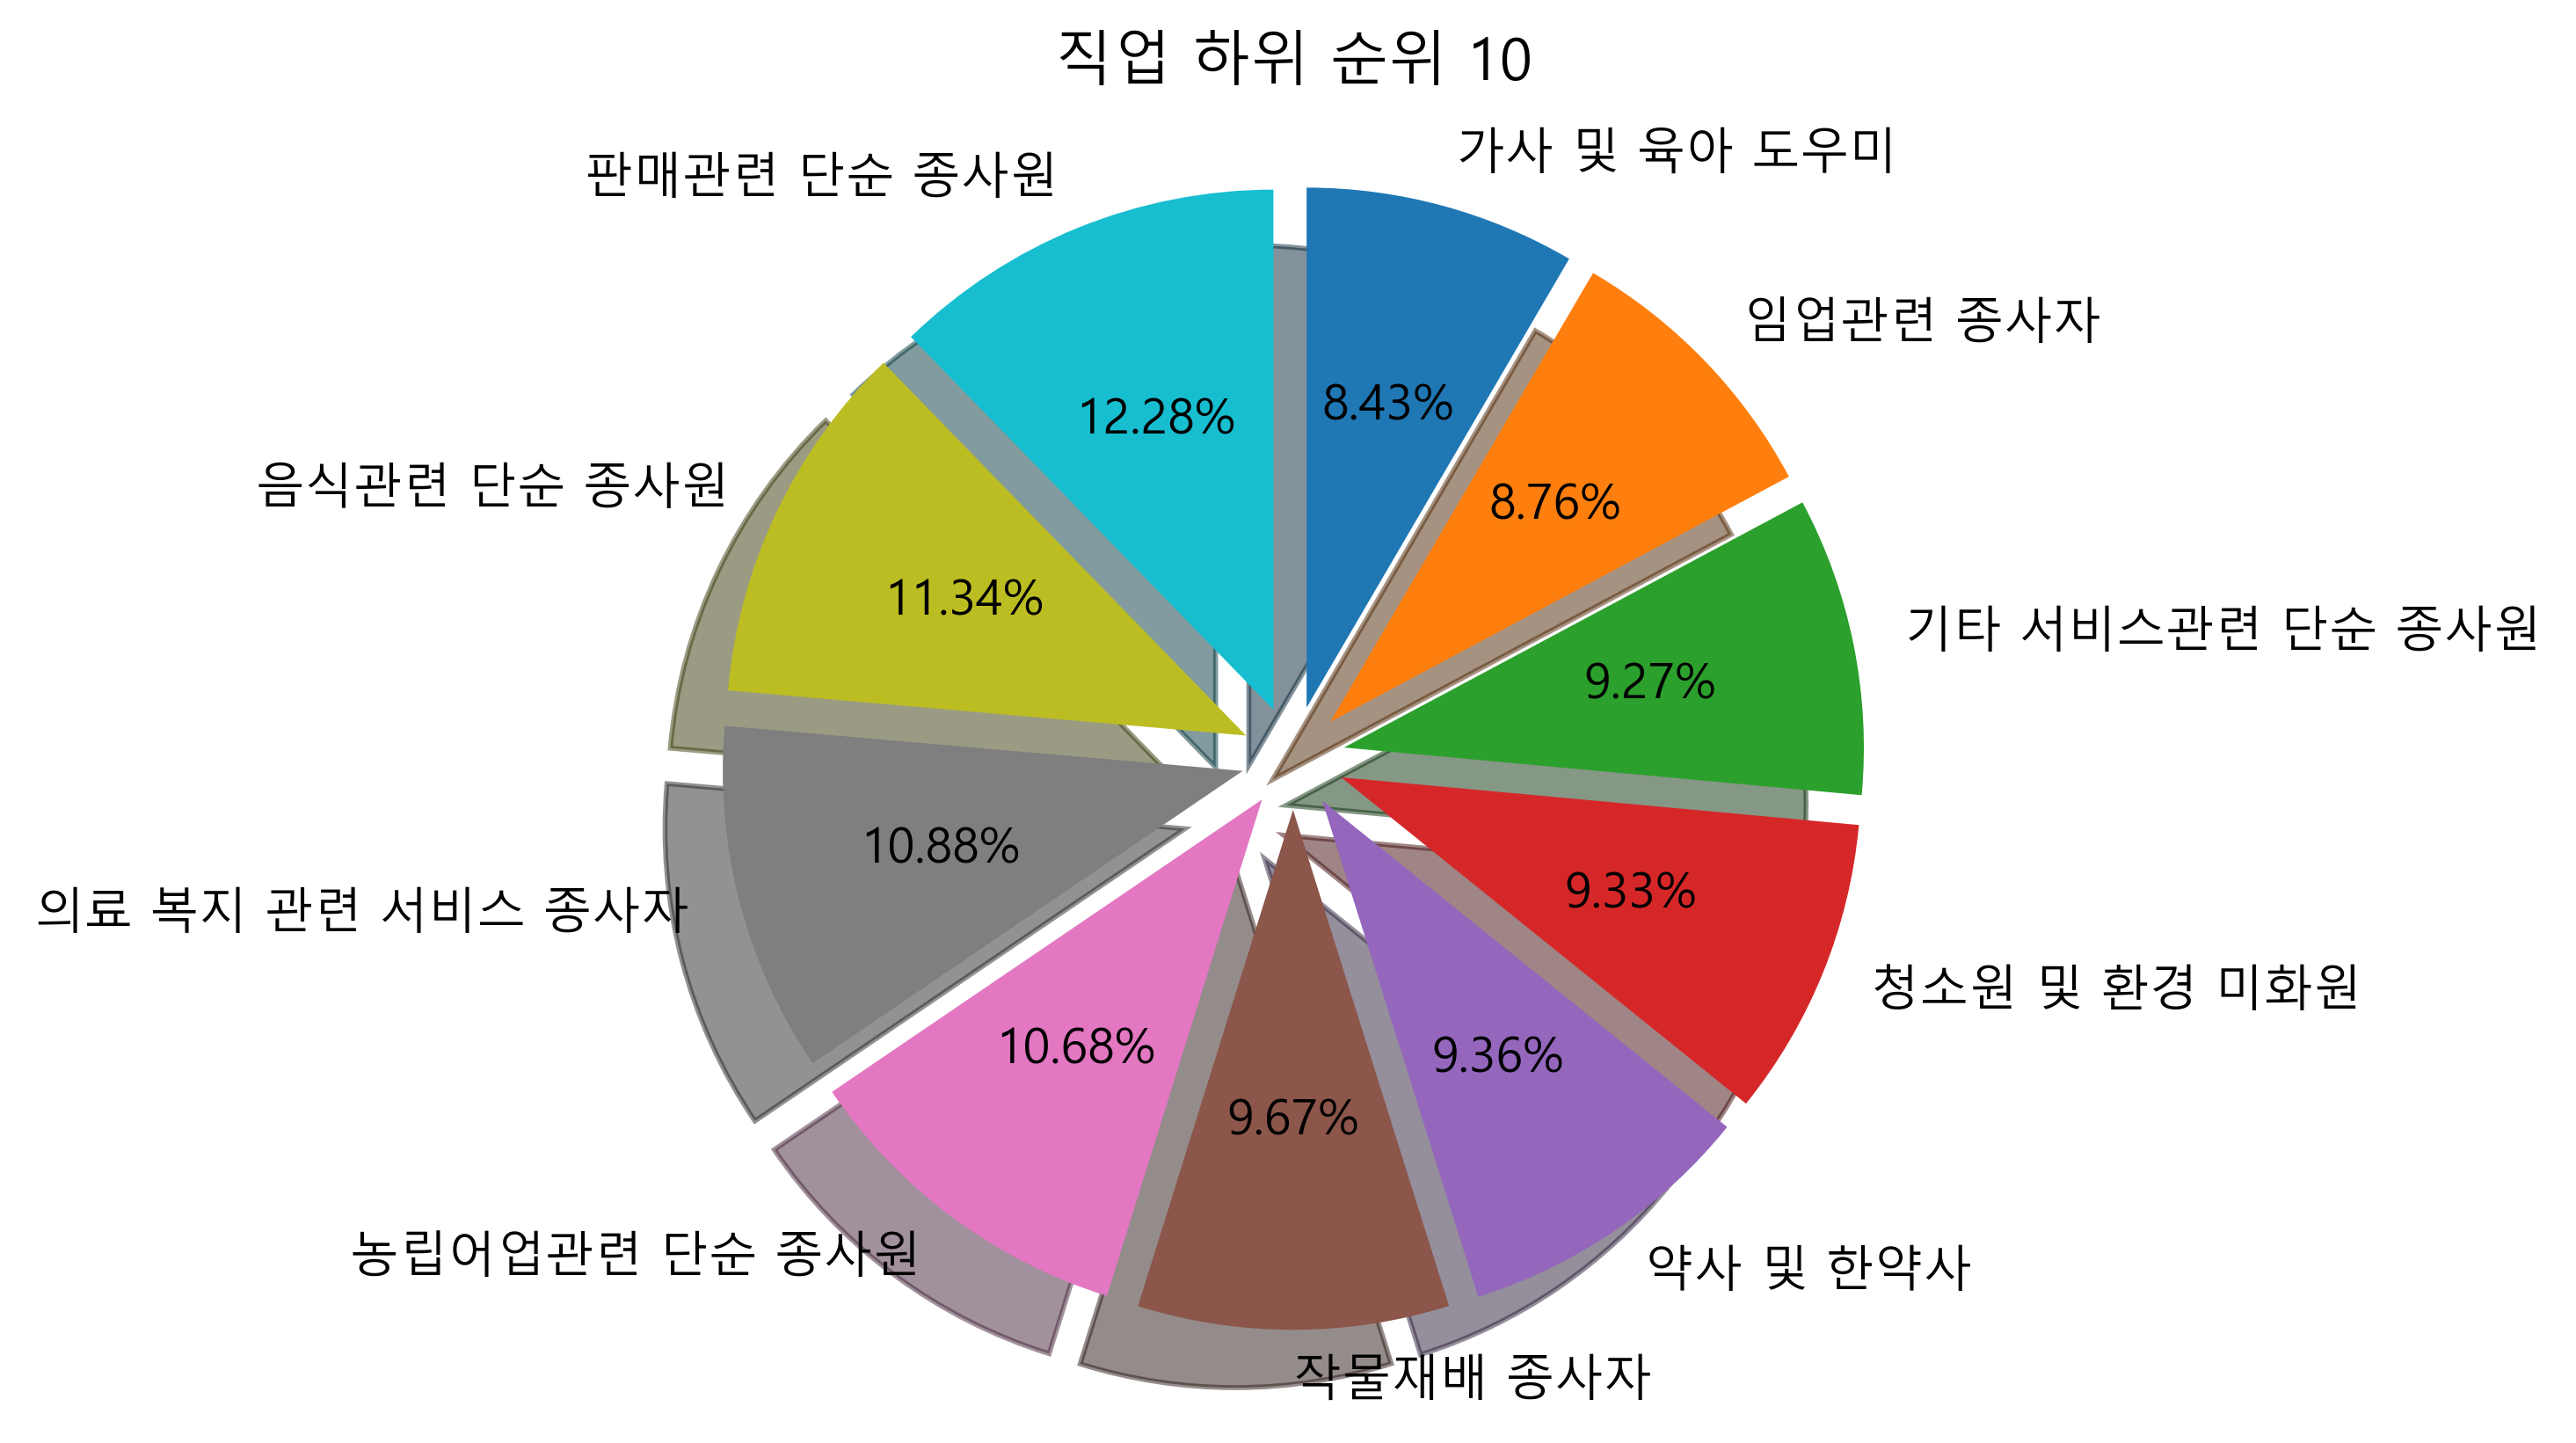 직업 하위 순위 10
가사 및 육아 도우미
판매관련 단순 종사원
임업관련 종사자
8.43%
12.28%
음식관련 단순 종사원
8.76%
11.34%
기타 서비스관련 단순 종사원
9.27%
10.88%
9.33%
의료 복지 관련 서비스 종사자
청소원 및 환경 미화원
10.68%
9.36%
9.67%
농립어업관련 단순 종사원
약사 및 한약사
작물재배 종사자